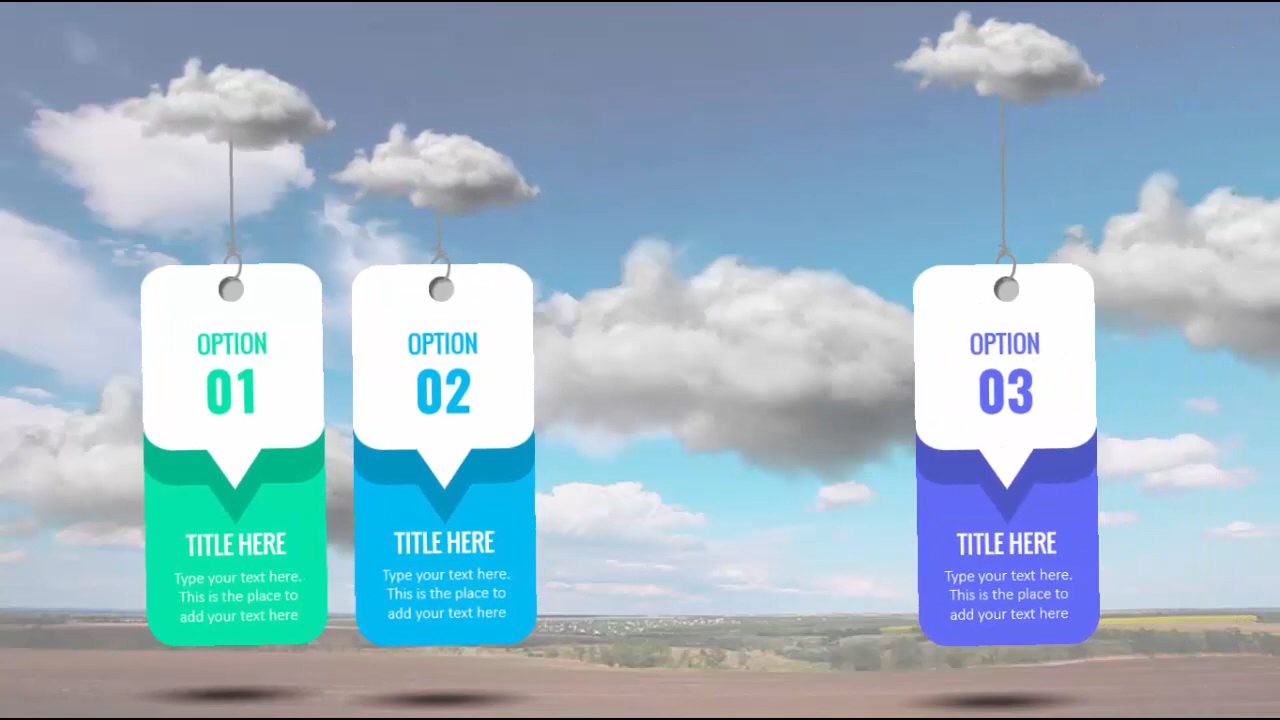 OPTION
01
TITLE HERE
Type your text here.
This is the place to
add your text here
OPTION
02
TITLE HERE
Type your text here.
This is the place to
add your text here
OPTION
03
TITLE HERE
Type your text here.
This is the place to
add your text here